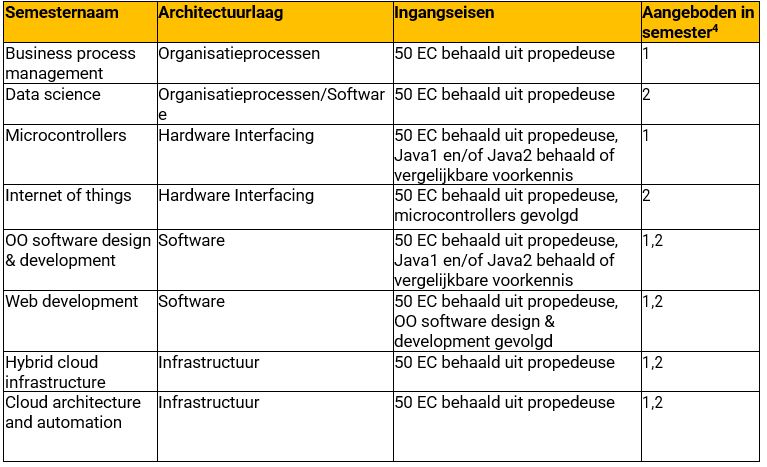 Semesternaam Architectuurlaag Ingangseisen Aangeboden in
semester⁴
Business process Organisatieprocessen 50 EC behaald uit propedeuse 1
management
Data science Organisatieprocessen/Softwar 50 EC behaald uit propedeuse 2
e
Microcontrollers Hardware Interfacing 50 EC behaald uit propedeuse, 1
Java1 en/of Java2 behaald of
vergelijkbare voorkennis
Internet of things Hardware Interfacing 50 EC behaald uit propedeuse, 2
microcontrollers gevolgd
OO software design Software 50 EC behaald uit propedeuse, 1,2
& development Java1 en/of Java2 behaald of
vergelijkbare voorkennis
Web development Software 50 EC behaald uit propedeuse, 1,2
OO software design &
development gevolgd
Hybrid cloud Infrastructuur 50 EC behaald uit propedeuse 1,2
infrastructure
Cloud architecture Infrastructuur 50 EC behaald uit propedeuse 1,2
and automation